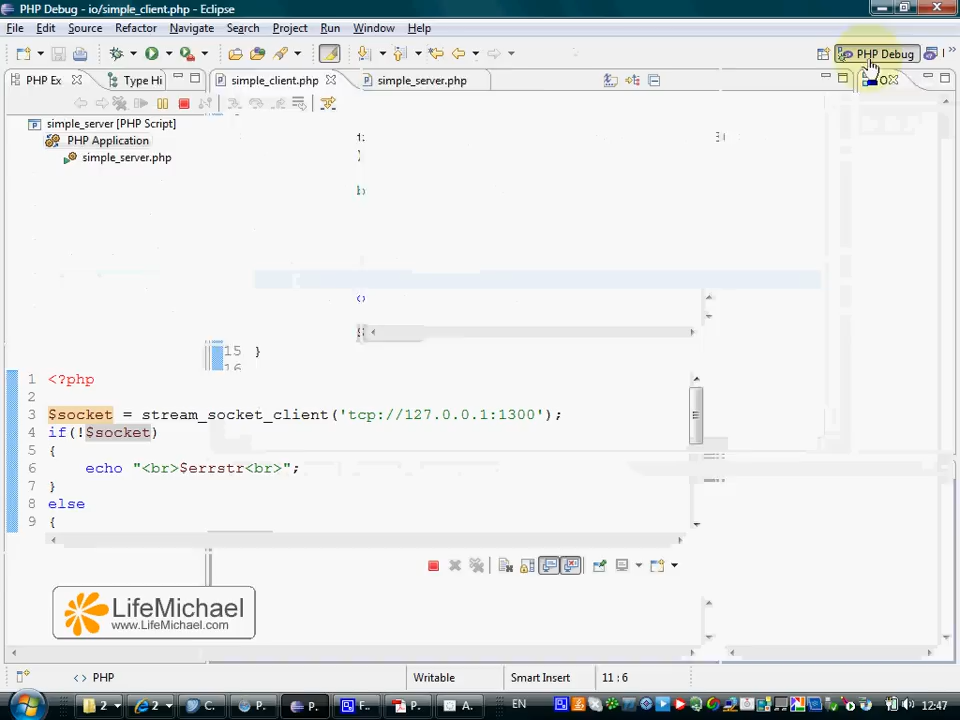 PHP Debug - io/simple_client.php - Eclipse
File Edit Source Refactor Navigate Search Project Run Window Help
PHP Debug
PHP Ex Type Hi simple_client.php simple_server.php O
simple_server [PHP Script]
PHP Application
simple_server.php
15 }
16
1 <?php
2
3 $socket = stream_socket_client('tcp://127.0.0.1:1300');
4 if(!$socket)
5 {
6 echo "<br>$errstr<br>";
7 }
8 else
9 {
LifeMichael
www.LifeMichael.com
PHP Writable Smart Insert 11 : 6
2 2 C. P. P. F.. P. A. EN 12:47